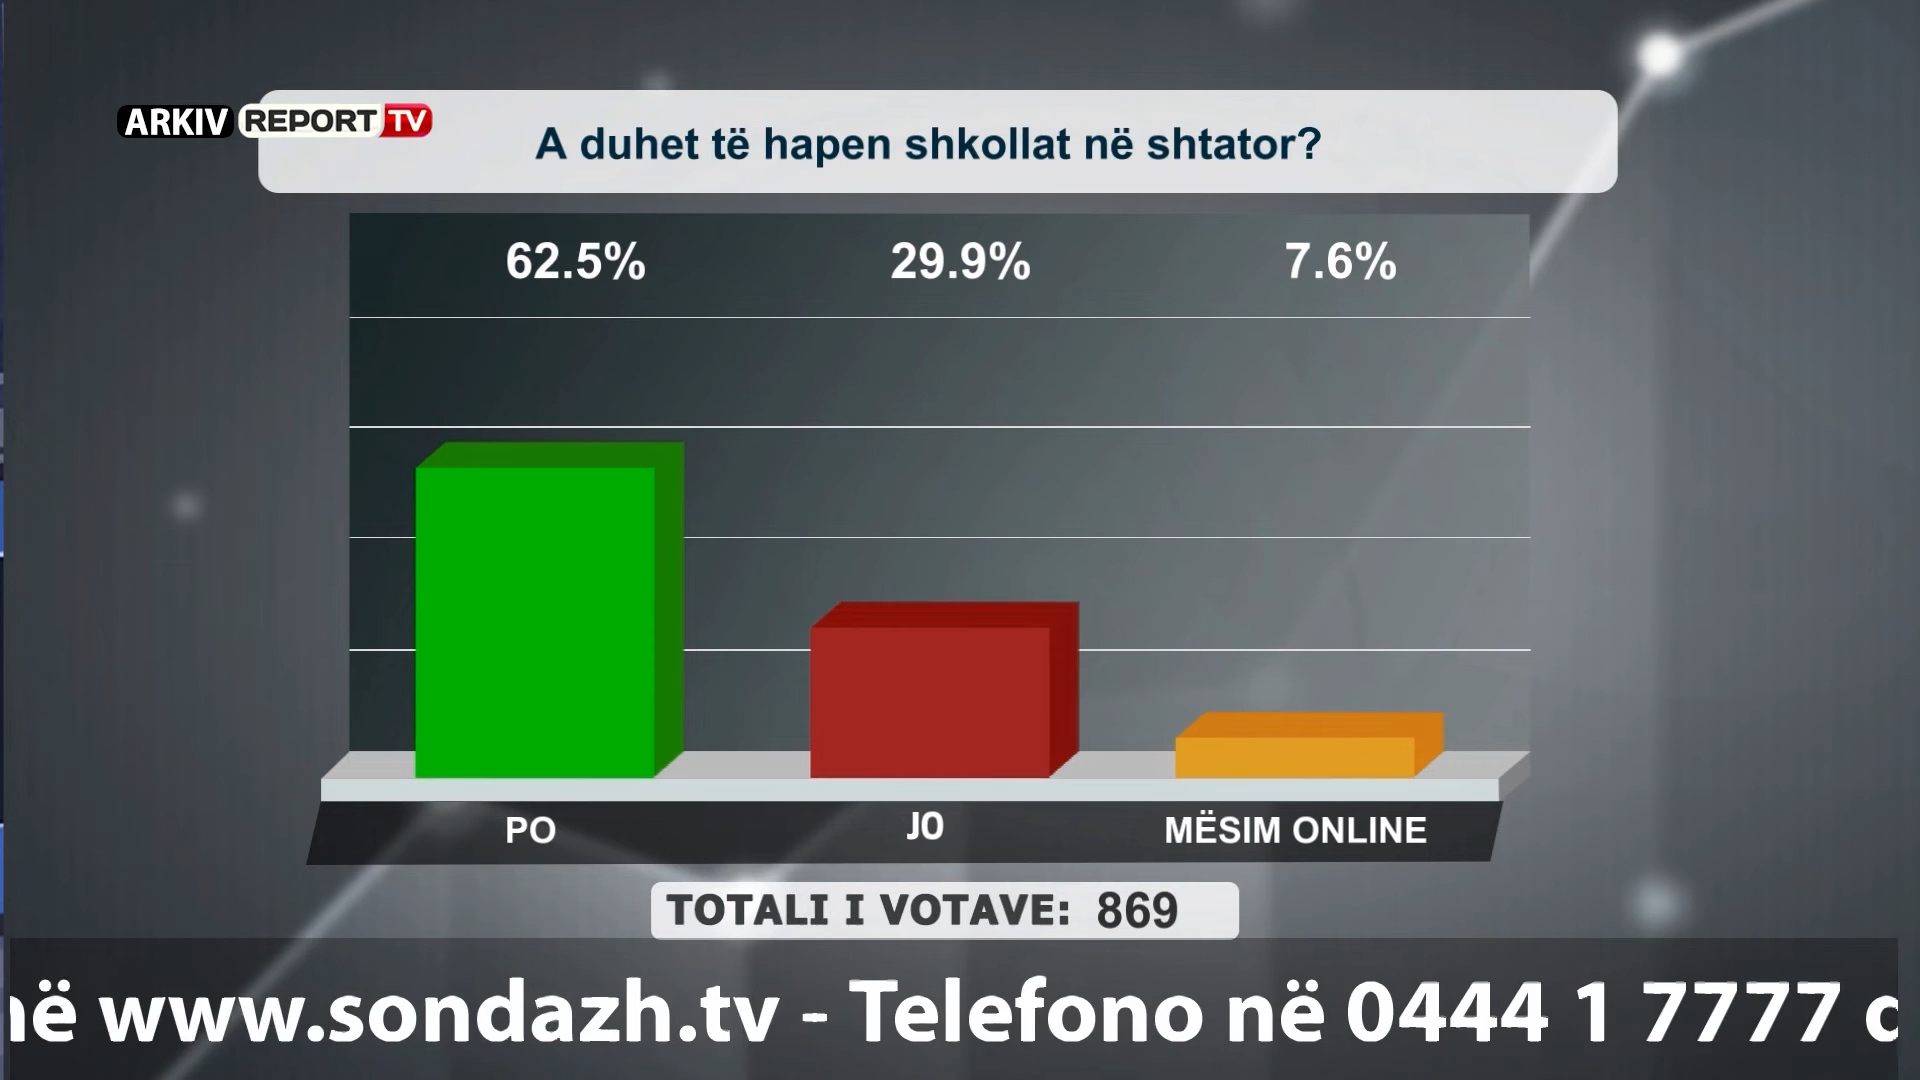 ARKIV REPORT TV
A duhet të hapen shkollat në shtator?
62.5% 29.9% 7.6%
PO JO MËSIM ONLINE
TOTALI I VOTAVE: 869
në www.sondazh.tv - Telefono në 0444 1 7777